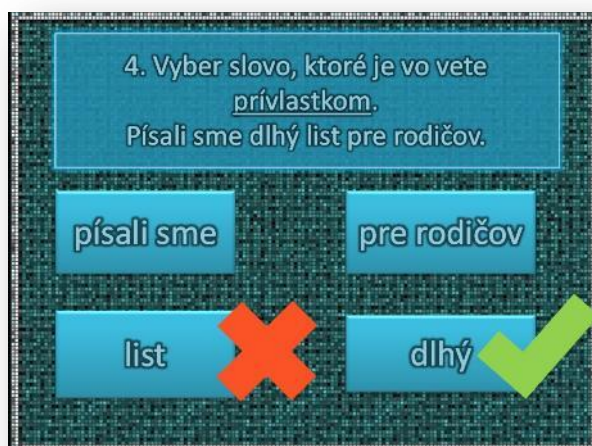 4. Vyber slovo, ktoré je vo vete
prívlastkom.
Písali sme dlhý list pre rodičov.
písali sme
pre rodičov
list
dlhý